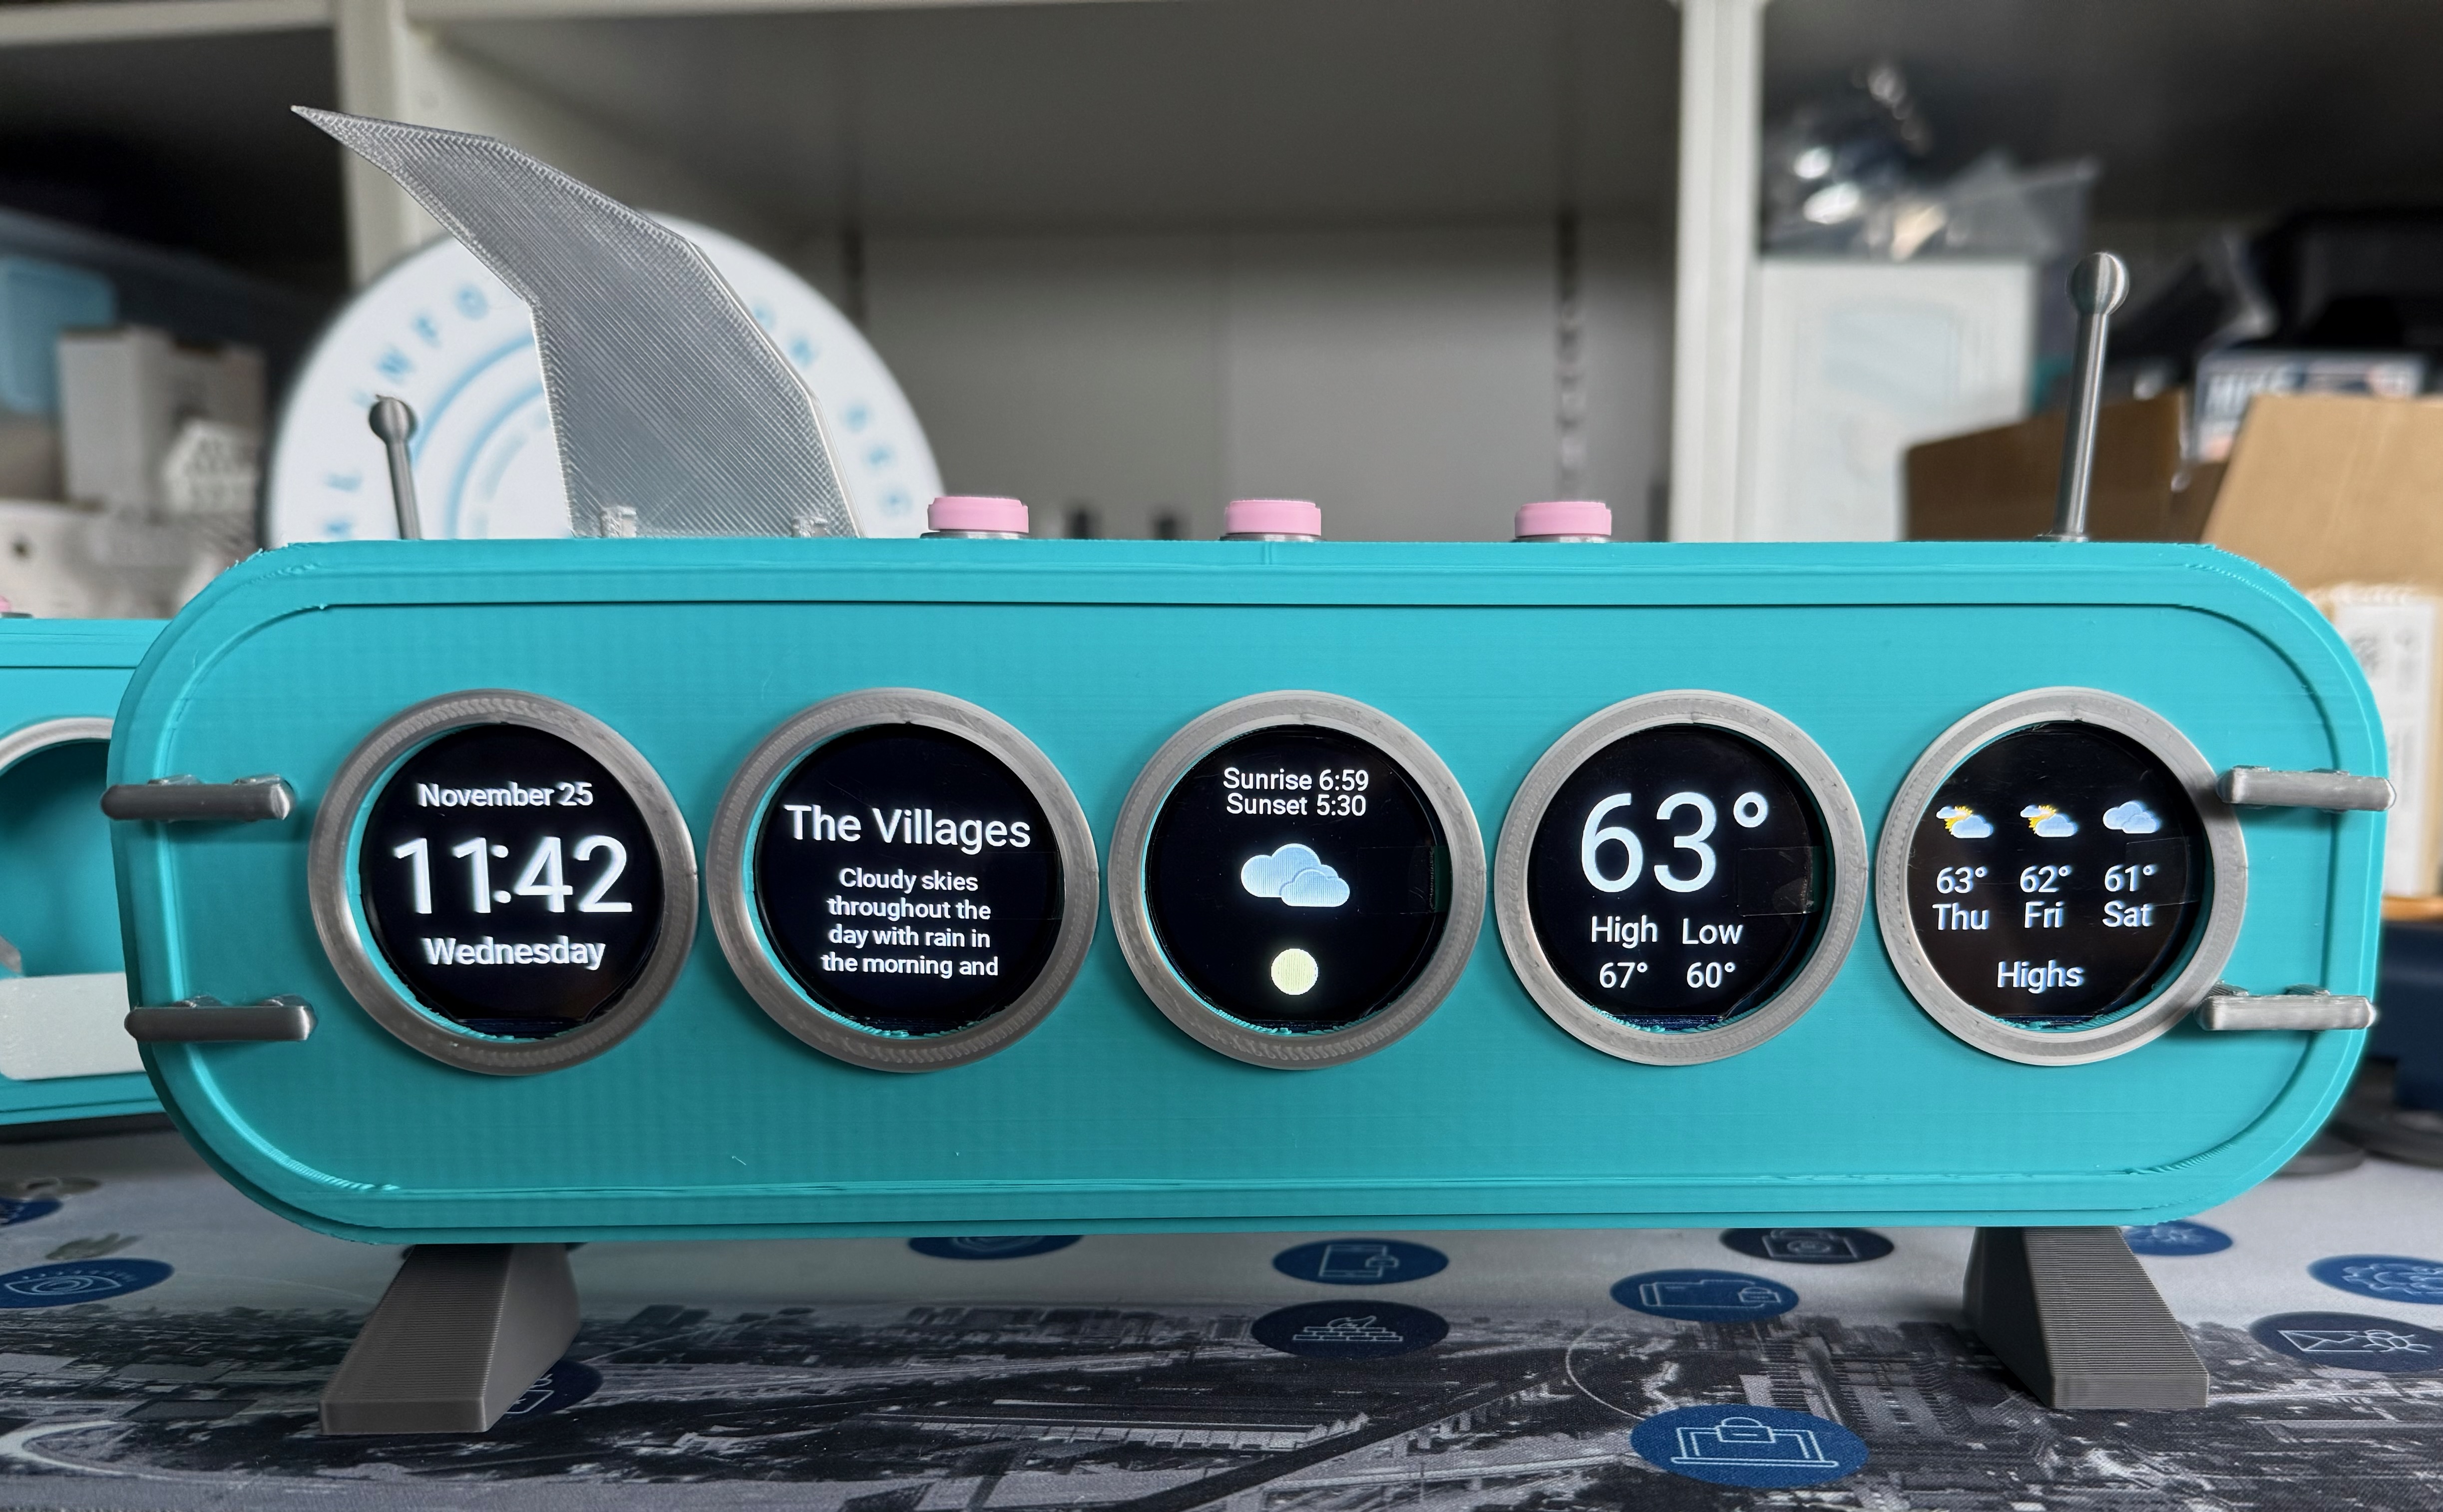 November 25
11:42
Wednesday
The Villages
Cloudy skies
throughout the
day with rain in
the morning and
Sunrise 6:59
Sunset 5:30
63°
High Low
67° 60°
63° 62° 61°
Thu Fri Sat
Highs